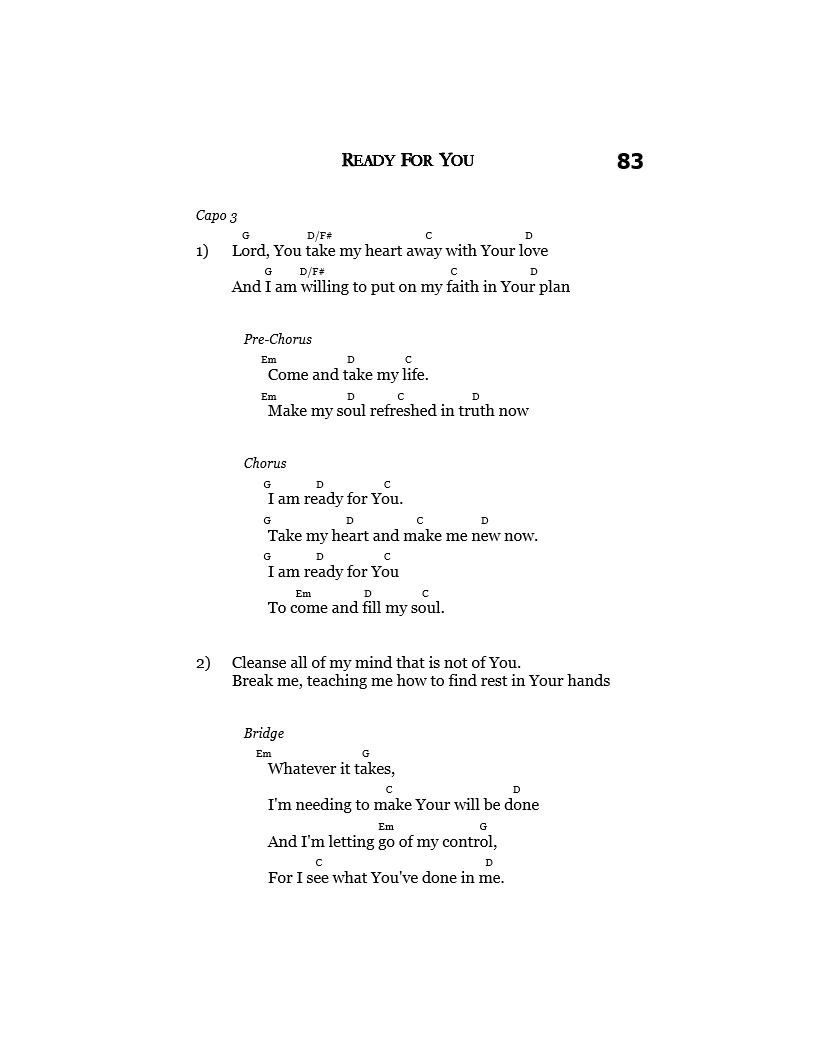 READY FOR YOU 83
Capo 3
G D/F# C D
1) Lord, You take my heart away with Your love
G D/F# C D
And I am willing to put on my faith in Your plan
Pre-Chorus
Em D C
Come and take my life.
Em D C D
Make my soul refreshed in truth now
Chorus
G D C
I am ready for You.
G D C D
Take my heart and make me new now.
G D C
I am ready for You
Em D C
To come and fill my soul.
2) Cleanse all of my mind that is not of You.
Break me, teaching me how to find rest in Your hands
Bridge
Em G
Whatever it takes,
C D
I'm needing to make Your will be done
Em G
And I'm letting go of my control,
C D
For I see what You've done in me.